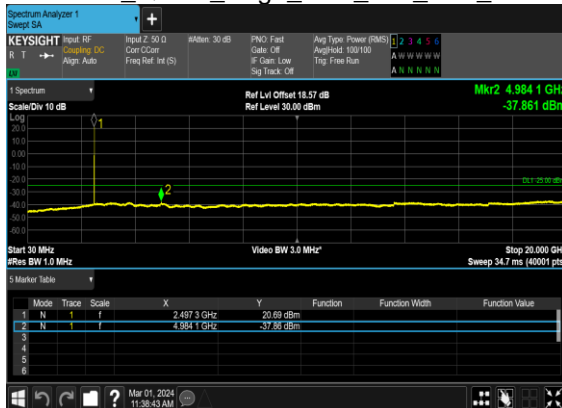 Spectrum Analyzer 1
Swept SA
+
KEYSIGHT Input: RF Input Z: 50 Ω #Atten: 30 dB PNO: Fast Avg Type: Power (RMS) 1 2 3 4 5 6
R T Coupling: DC Corr CCorr Gate: Off Avg|Hold: 100/100 A W W W W W
Align: Auto Freq Ref: Int (S) IF Gain: Low Trig: Free Run
Sig Track: Off A N N N N N
1 Spectrum Ref Lvl Offset 18.57 dB Mkr2 4.984 1 GHz
Scale/Div 10 dB Ref Level 30.00 dBm -37.861 dBm
Log
1
20.0
10.0
0.00
-10.0
-20.0 DL1 -25.00 dBm
-30.0 2
-40.0
-50.0
-60.0
Start 30 MHz Video BW 3.0 MHz* Stop 20.000 GHz
#Res BW 1.0 MHz Sweep 34.7 ms (40001 pts)
5 Marker Table
Mode Trace Scale X Y Function Function Width Function Value
1 N 1 f 2.497 3 GHz 20.69 dBm
2 N 1 f 4.984 1 GHz -37.86 dBm
3
4
5
6
? Mar 01, 2024
11:38:43 AM